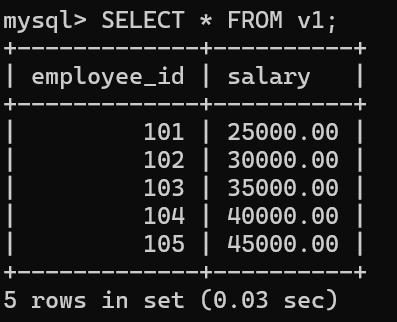 mysql> SELECT * FROM v1;
+-------------+----------+
| employee_id | salary   |
+-------------+----------+
|         101 | 25000.00 |
|         102 | 30000.00 |
|         103 | 35000.00 |
|         104 | 40000.00 |
|         105 | 45000.00 |
+-------------+----------+
5 rows in set (0.03 sec)